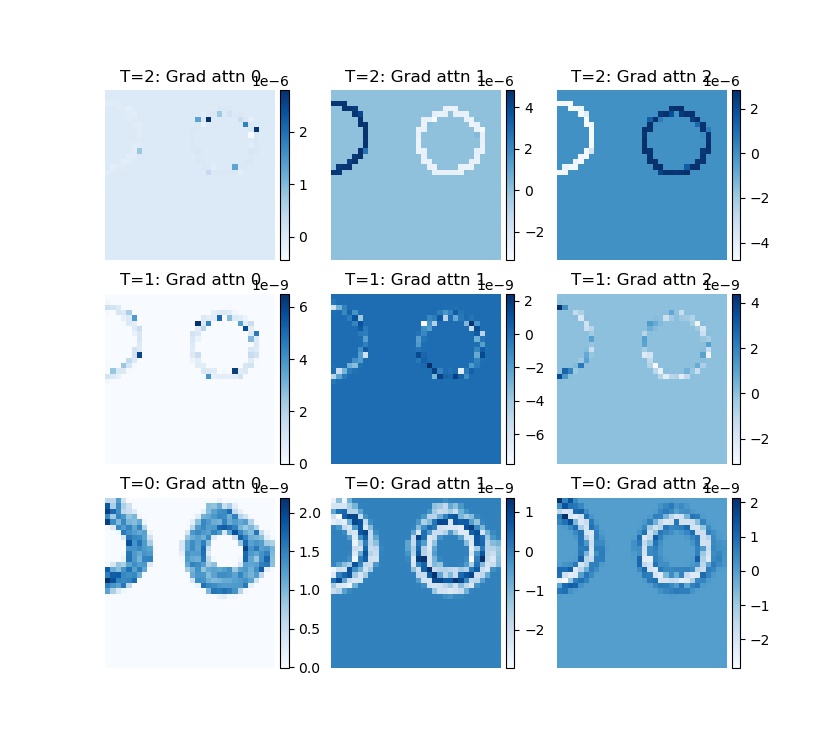 T=2: Grad attn 0
1e−6
T=2: Grad attn 1
1e−6
T=2: Grad attn 2
1e−6
2
1
0
4
2
0
−2
2
0
−2
−4
T=1: Grad attn 0
1e−9
T=1: Grad attn 1
1e−9
T=1: Grad attn 2
1e−9
6
4
2
0
2
0
−2
−4
−6
4
2
0
−2
T=0: Grad attn 0
1e−9
T=0: Grad attn 1
1e−9
T=0: Grad attn 2
1e−9
2.0
1.5
1.0
0.5
0.0
1
0
−1
−2
2
1
0
−1
−2